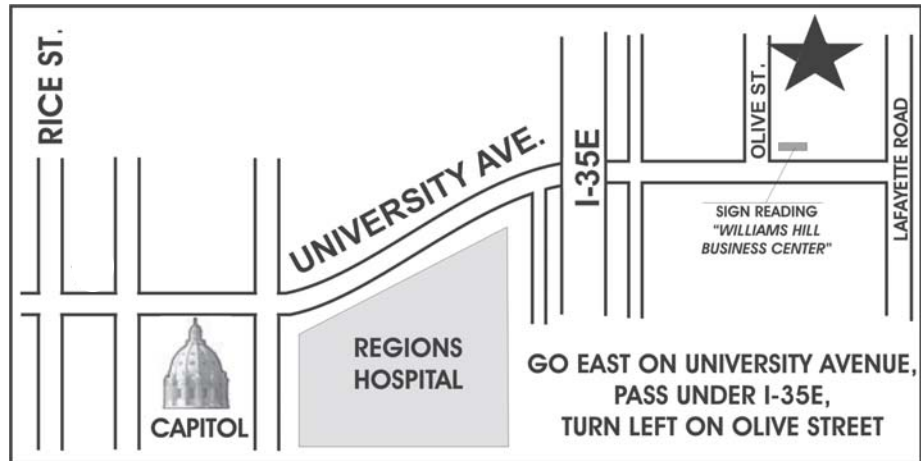 RICE ST.
UNIVERSITY AVE.
I-35E
OLIVE ST.
LAFAYETTE ROAD
SIGN READING
"WILLIAMS HILL
BUSINESS CENTER"
CAPITOL
REGIONS
HOSPITAL
GO EAST ON UNIVERSITY AVENUE,
PASS UNDER I-35E,
TURN LEFT ON OLIVE STREET